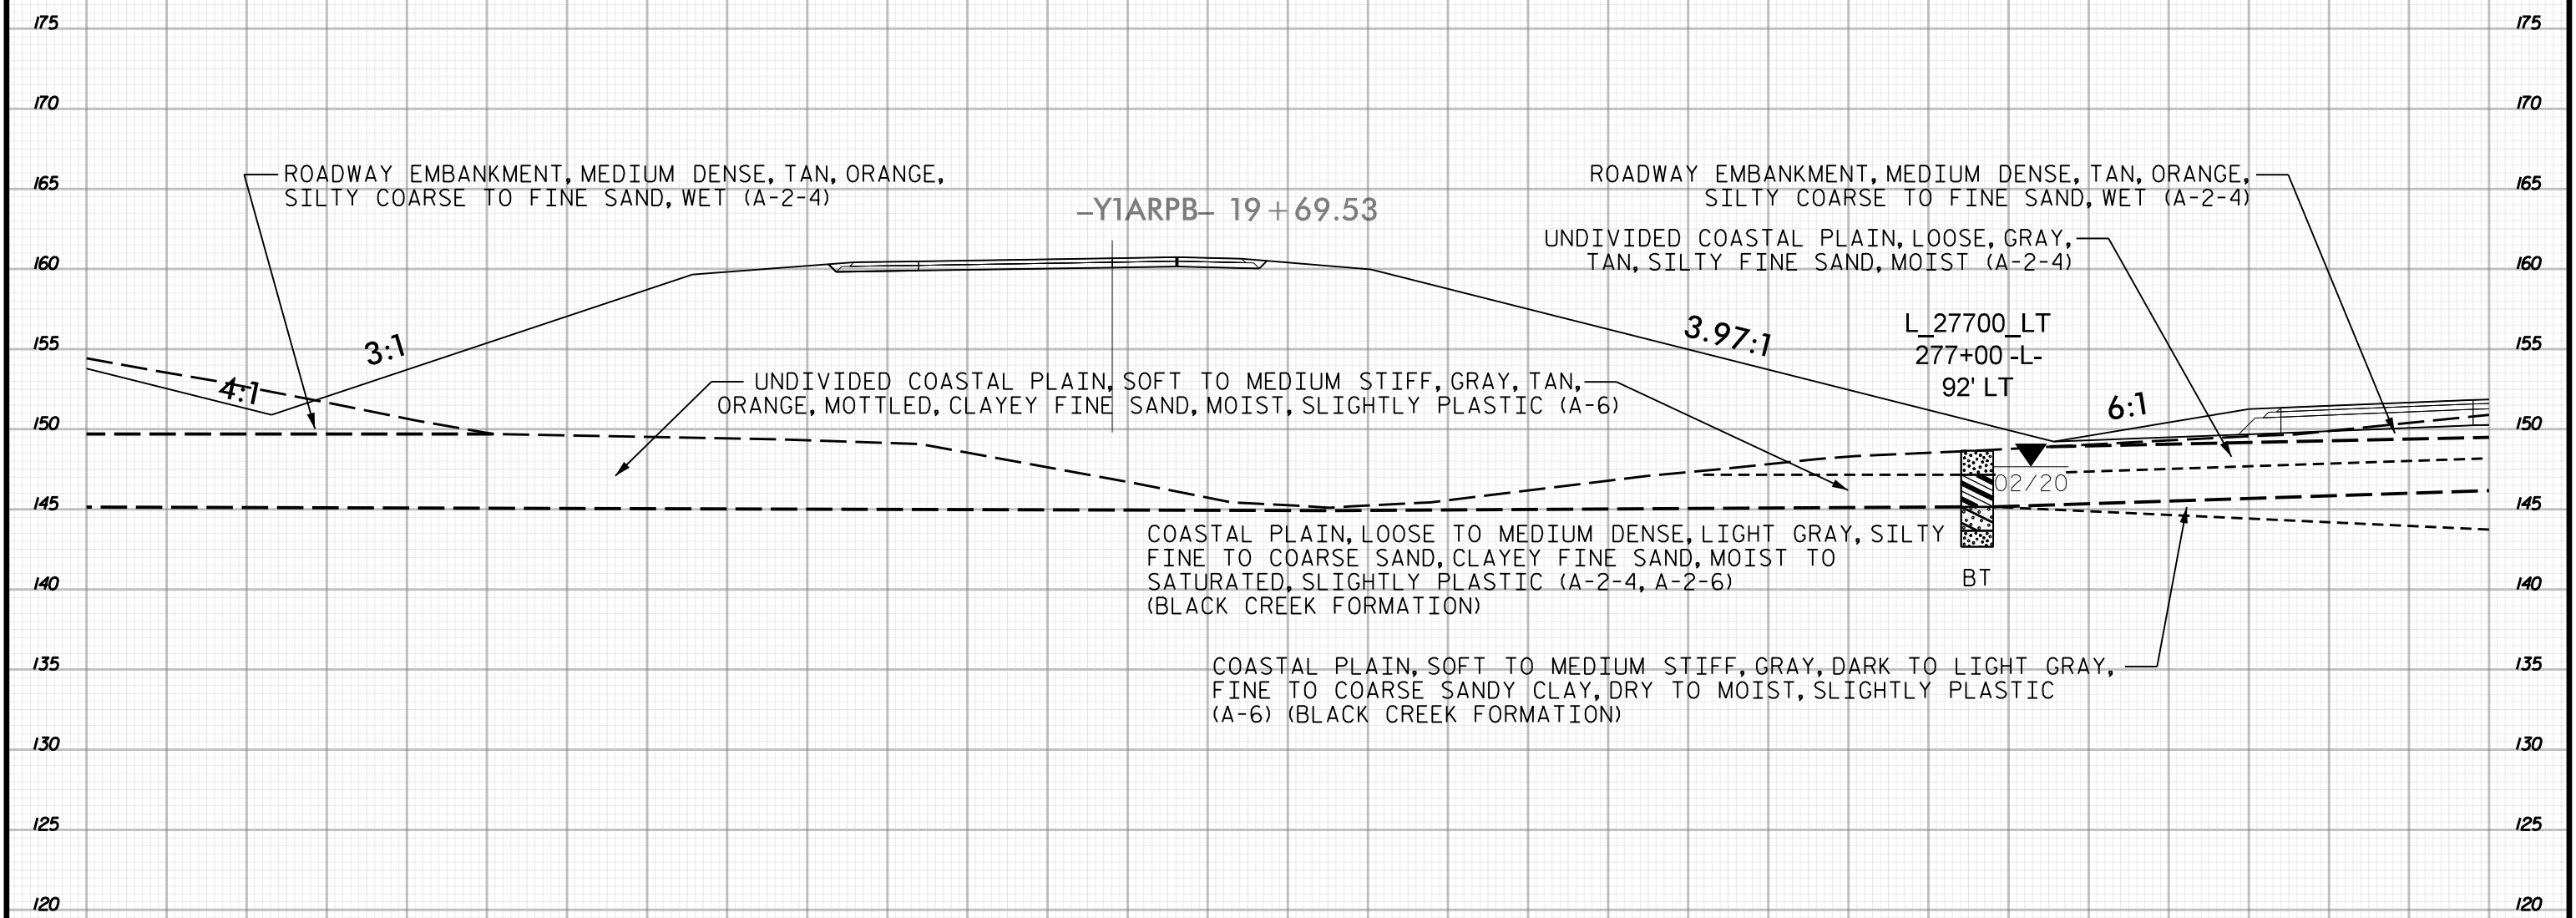 175 175
170 170
ROADWAY EMBANKMENT, MEDIUM DENSE, TAN, ORANGE,
SILTY COARSE TO FINE SAND, WET (A-2-4)
ROADWAY EMBANKMENT, MEDIUM DENSE, TAN, ORANGE,
SILTY COARSE TO FINE SAND, WET (A-2-4)
165 165
-Y1ARPB- 19+69.53
UNDIVIDED COASTAL PLAIN, LOOSE, GRAY,
TAN, SILTY FINE SAND, MOIST (A-2-4)
160 160
L_27700_LT
277+00 -L-
92' LT
3:1
3.97:1
155 155
4:1
6:1
UNDIVIDED COASTAL PLAIN, SOFT TO MEDIUM STIFF, GRAY, TAN,
ORANGE, MOTTLED, CLAYEY FINE SAND, MOIST, SLIGHTLY PLASTIC (A-6)
150 150
02/20
145 145
COASTAL PLAIN, LOOSE TO MEDIUM DENSE, LIGHT GRAY, SILTY
FINE TO COARSE SAND, CLAYEY FINE SAND, MOIST TO
SATURATED, SLIGHTLY PLASTIC (A-2-4, A-2-6)
(BLACK CREEK FORMATION)
BT
140 140
COASTAL PLAIN, SOFT TO MEDIUM STIFF, GRAY, DARK TO LIGHT GRAY,
FINE TO COARSE SANDY CLAY, DRY TO MOIST, SLIGHTLY PLASTIC
(A-6) (BLACK CREEK FORMATION)
135 135
130 130
125 125
120 120